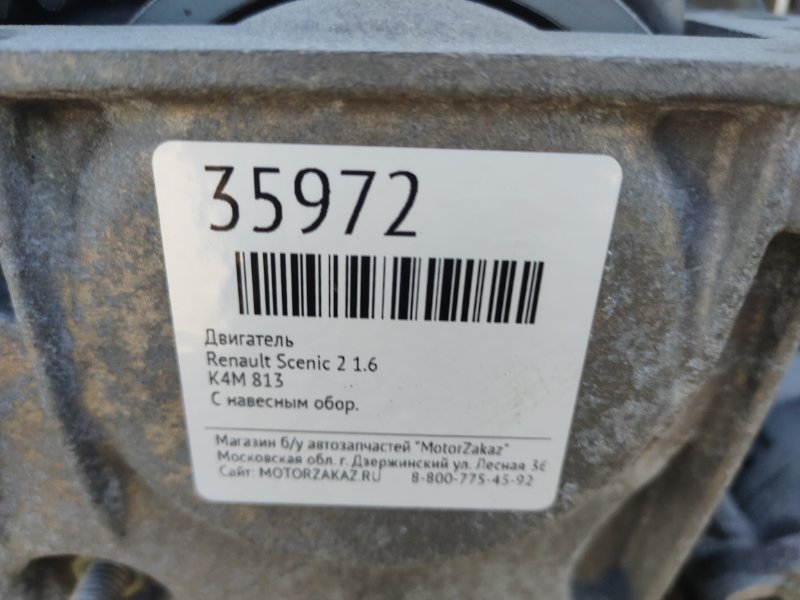 35972
Двигатель
Renault Scenic 2 1.6
K4M 813
С навесным обор.
Магазин б/у автозапчастей "MotorZakaz"
Московская обл. г. Дзержинский ул. Лесная 36
Сайт: MOTORZAKAZ.RU 8-800-775-45-92